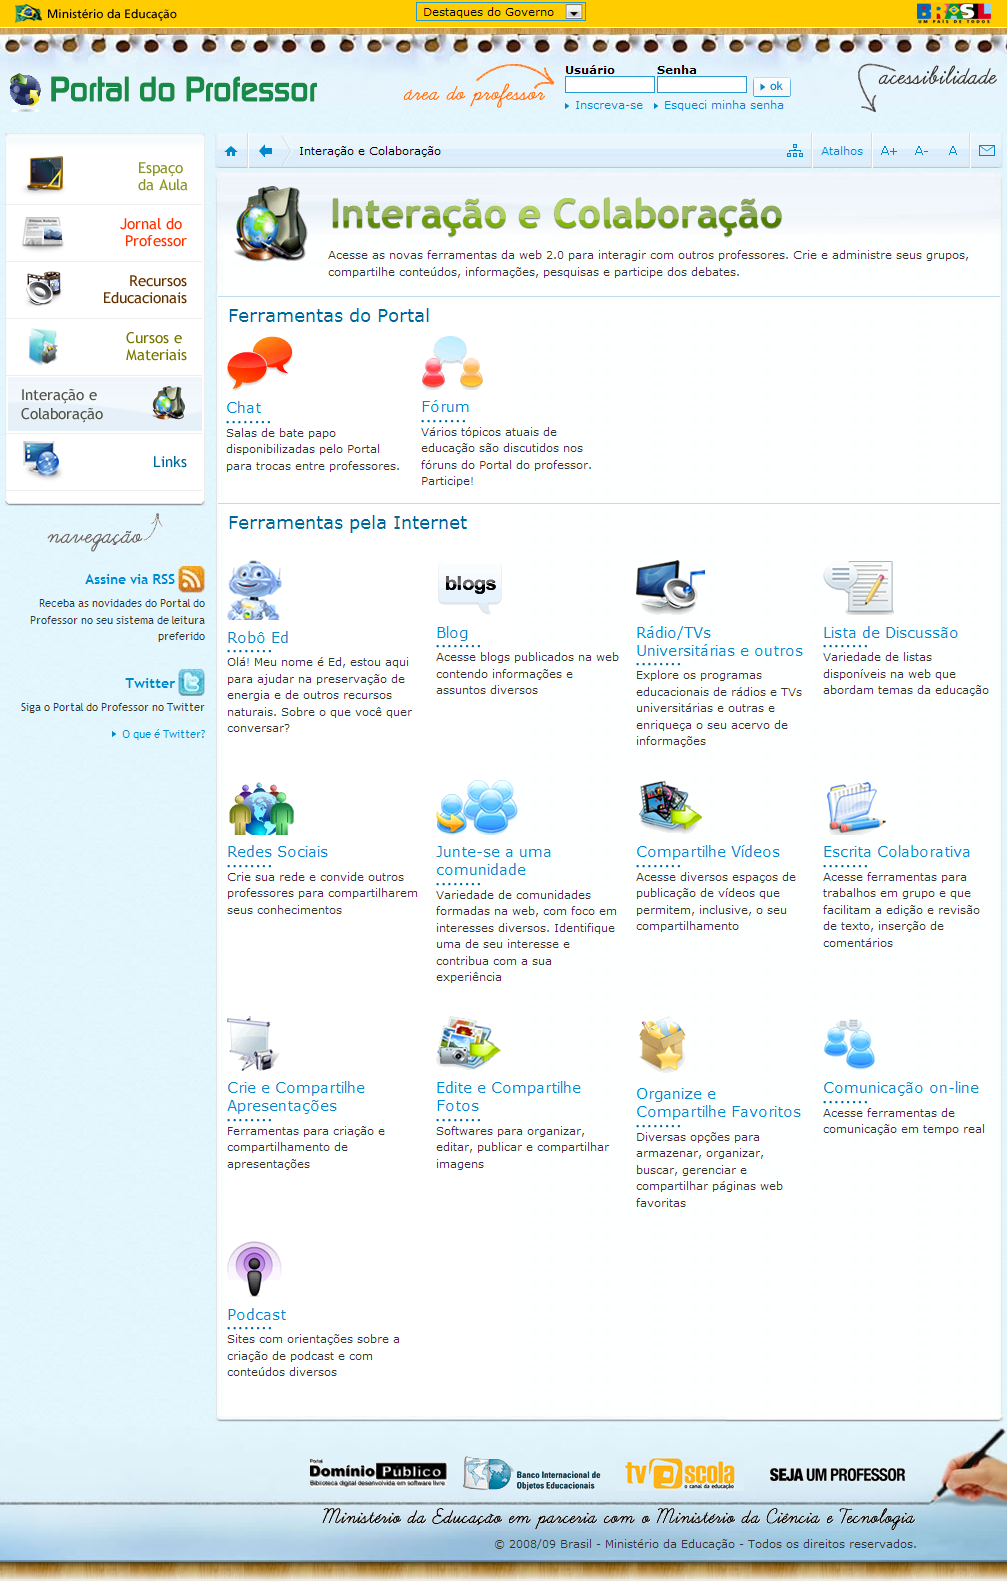 Ministério da Educação
Destaques do Governo
BRASIL
UM PAÍS DE TODOS
Portal do Professor
área do professor
Usuário
Senha
ok
Inscreva-se
Esqueci minha senha
acessibilidade
Espaço
da Aula
Jornal do
Professor
Recursos
Educacionais
Cursos e
Materiais
Interação e
Colaboração
Links
navegação
Assine via RSS
Receba as novidades do Portal do
Professor no seu sistema de leitura
preferido
Twitter
Siga o Portal do Professor no Twitter
O que é Twitter?
Interação e Colaboração
Atalhos
A+
A-
A
Interação e Colaboração
Acesse as novas ferramentas da web 2.0 para interagir com outros professores. Crie e administre seus grupos,
compartilhe conteúdos, informações, pesquisas e participe dos debates.
Ferramentas do Portal
Chat
Salas de bate papo
disponibilizadas pelo Portal
para trocas entre professores.
Fórum
Vários tópicos atuais de
educação são discutidos nos
fóruns do Portal do professor.
Participe!
Ferramentas pela Internet
Robô Ed
Olá! Meu nome é Ed, estou aqui
para ajudar na preservação de
energia e de outros recursos
naturais. Sobre o que você quer
conversar?
blogs
Blog
Acesse blogs publicados na web
contendo informações e
assuntos diversos
Rádio/TVs
Universitárias e outros
Explore os programas
educacionais de rádios e TVs
universitárias e outras e
enriqueça o seu acervo de
informações
Lista de Discussão
Variedade de listas
disponíveis na web que
abordam temas da educação
Redes Sociais
Crie sua rede e convide outros
professores para compartilharem
seus conhecimentos
Junte-se a uma
comunidade
Variedade de comunidades
formadas na web, com foco em
interesses diversos. Identifique
uma de seu interesse e
contribua com a sua
experiência
Compartilhe Vídeos
Acesse diversos espaços de
publicação de vídeos que
permitem, inclusive, o seu
compartilhamento
Escrita Colaborativa
Acesse ferramentas para
trabalhos em grupo e que
facilitam a edição e revisão
de texto, inserção de
comentários
Crie e Compartilhe
Apresentações
Ferramentas para criação e
compartilhamento de
apresentações
Edite e Compartilhe
Fotos
Softwares para organizar,
editar, publicar e compartilhar
imagens
Organize e
Compartilhe Favoritos
Diversas opções para
armazenar, organizar,
buscar, gerenciar e
compartilhar páginas web
favoritas
Comunicação on-line
Acesse ferramentas de
comunicação em tempo real
Podcast
Sites com orientações sobre a
criação de podcast e com
conteúdos diversos
Portal
Domínio Público
Biblioteca digital desenvolvida em software livre
Banco Internacional de
Objetos Educacionais
tv escola
o canal da educação
SEJA UM PROFESSOR
Ministério da Educação em parceria com o Ministério da Ciência e Tecnologia
© 2008/09 Brasil - Ministério da Educação - Todos os direitos reservados.